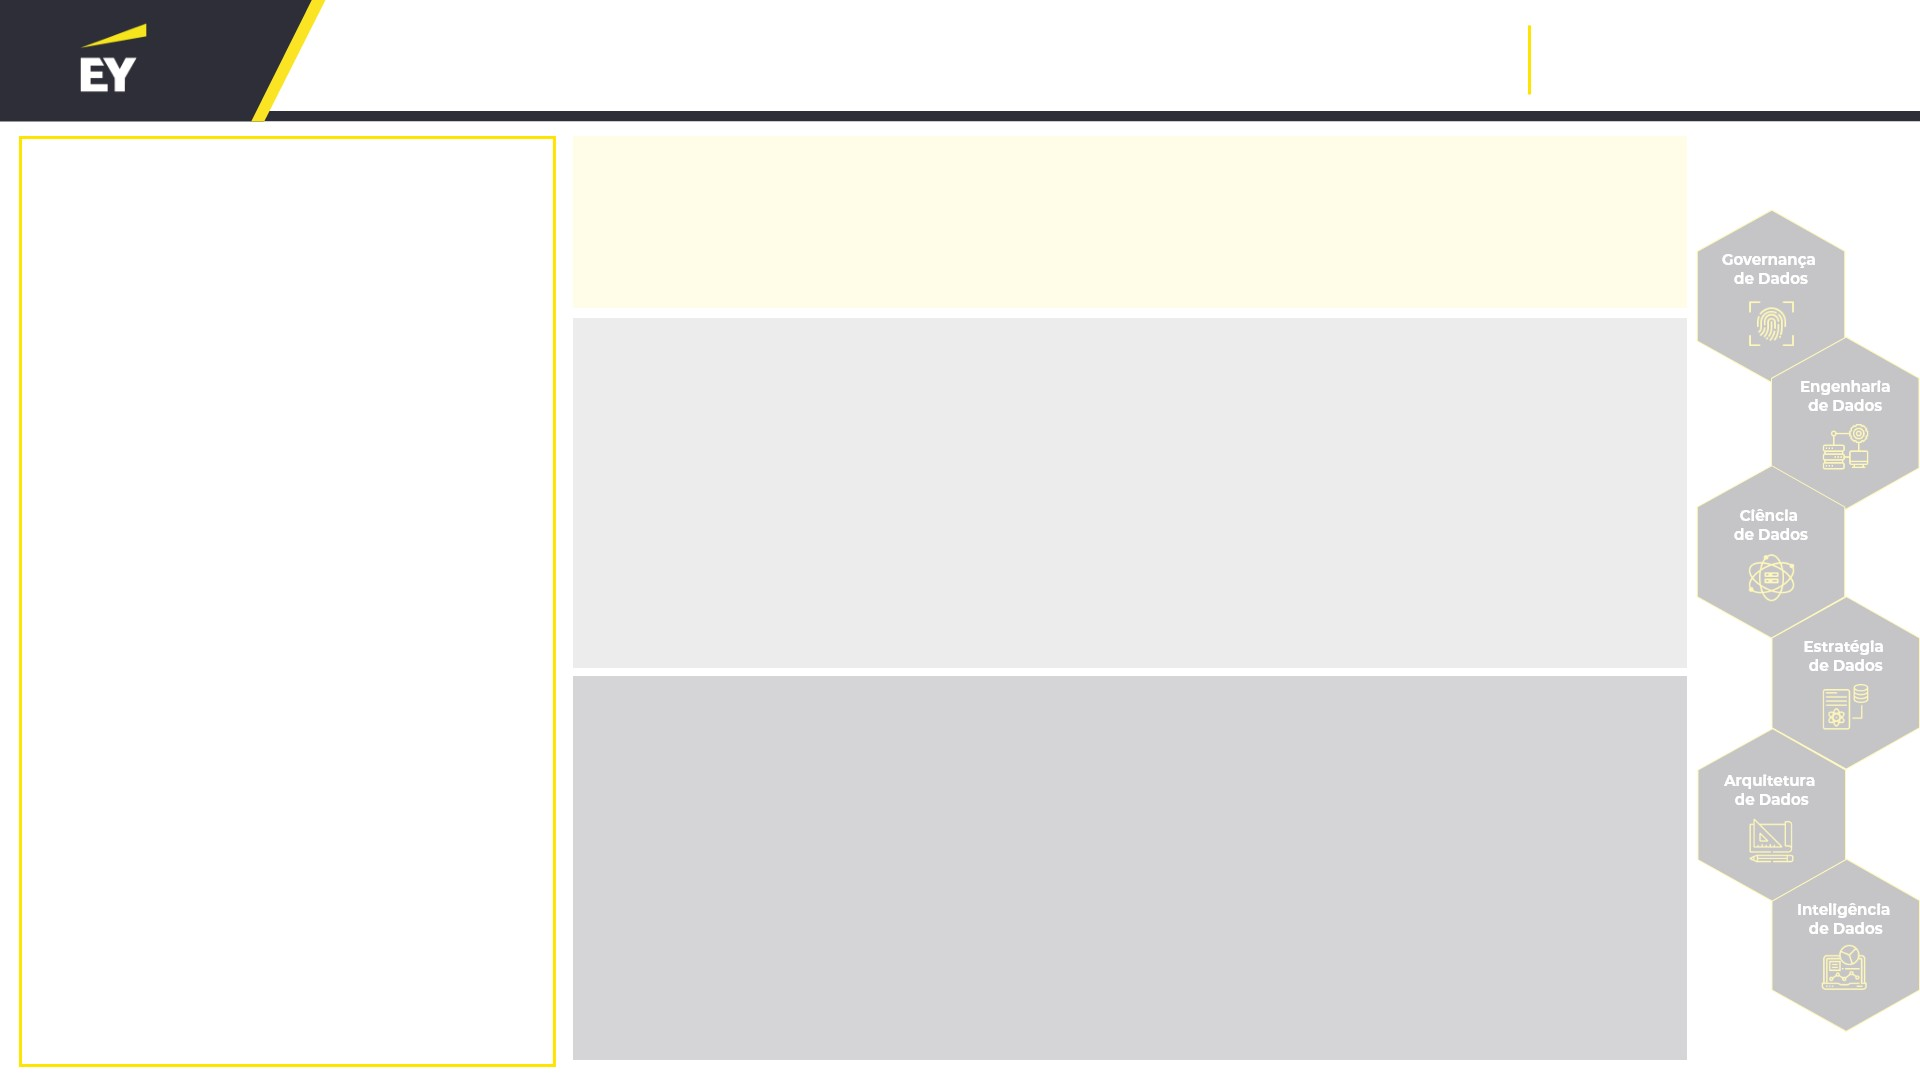 EY
Governança
de Dados
Engenharia
de Dados
Ciência
de Dados
Estratégia
de Dados
Arquitetura
de Dados
Inteligência
de Dados